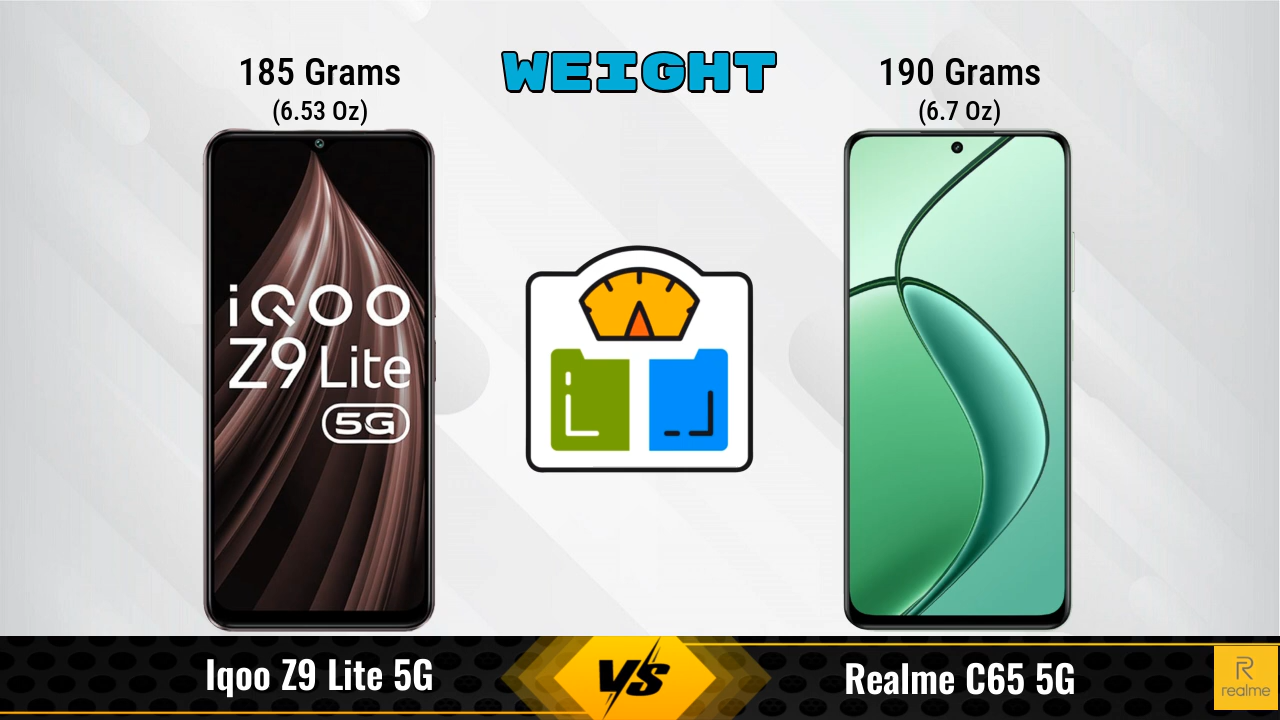 WEIGHT
185 Grams
(6.53 Oz)
190 Grams
(6.7 Oz)
iQOO
Z9 Lite
5G
Iqoo Z9 Lite 5G
VS
Realme C65 5G
R
realme